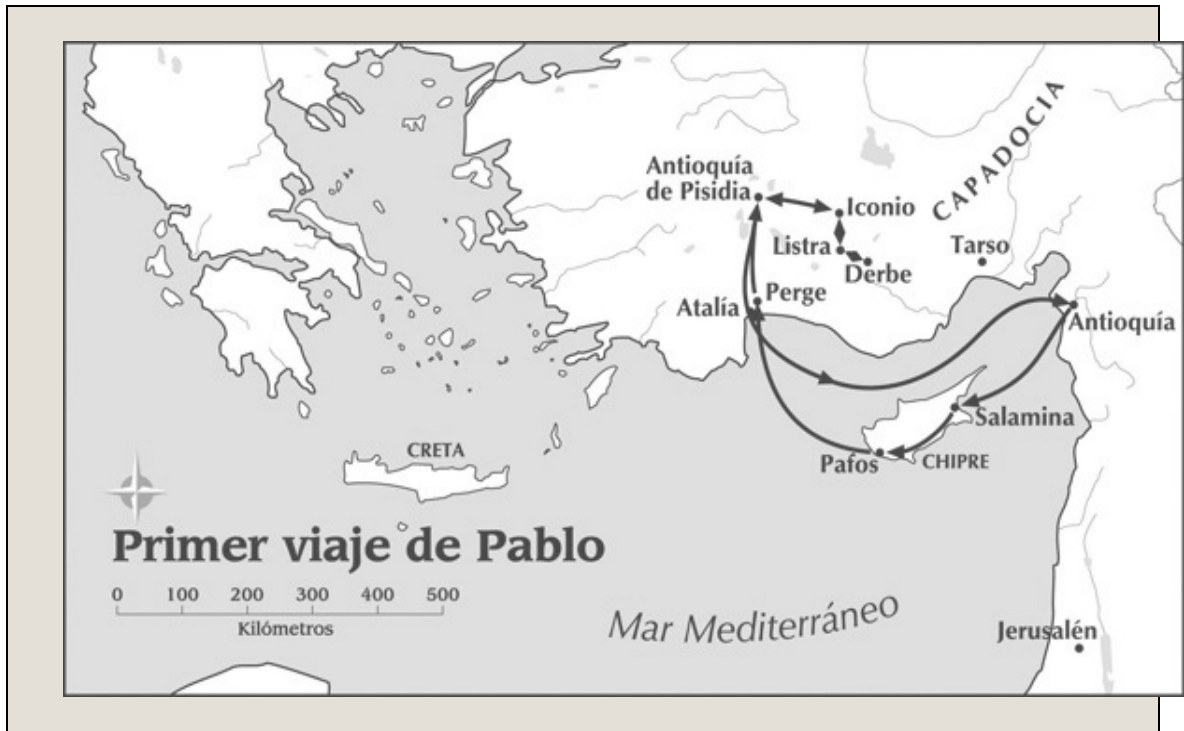 CAPADOCIA
Antioquía
de Pisidia
Iconio
Listra
Derbe
Tarso
Atalía
Perge
Antioquía
Salamina
Pafos
CHIPRE
CRETA
Primer viaje de Pablo
0 100 200 300 400 500
Kilómetros
Mar Mediterráneo
Jerusalén